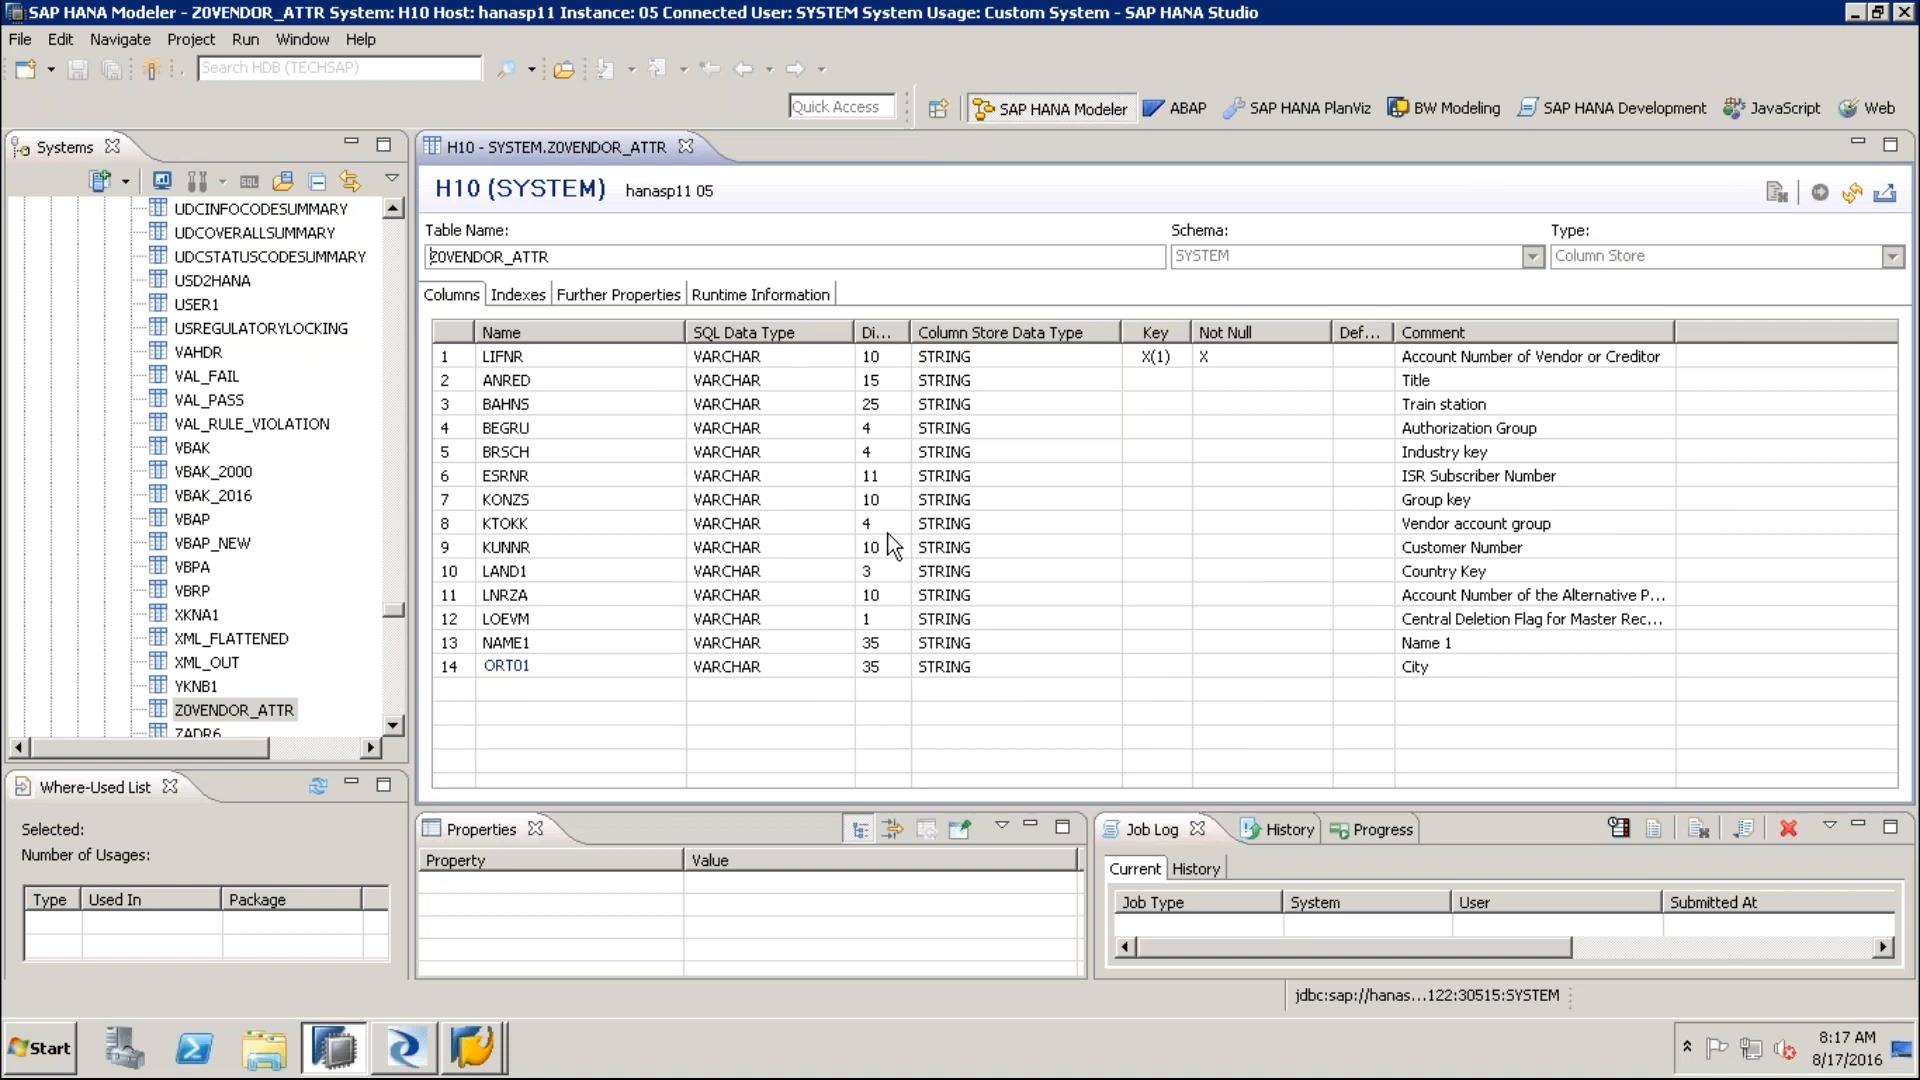 SAP HANA Modeler - Z0VENDOR_ATTR System: H10 Host: hanasp11 Instance: 05 Connected User: SYSTEM System Usage: Custom System - SAP HANA Studio
File Edit Navigate Project Run Window Help
Search HDB (TECHSAP)
Quick Access SAP HANA Modeler ABAP SAP HANA PlanViz BW Modeling SAP HANA Development JavaScript Web
Systems
SQL
UDCINFOCODESUMMARY
UDCOVERALLSUMMARY
UDCSTATUSCODESUMMARY
USD2HANA
USER1
USREGULATORYLOCKING
VAHDR
VAL_FAIL
VAL_PASS
VAL_RULE_VIOLATION
VBAK
VBAK_2000
VBAK_2016
VBAP
VBAP_NEW
VBPA
VBRP
XKNA1
XML_FLATTENED
XML_OUT
YKNB1
Z0VENDOR_ATTR
ZADR6
H10 - SYSTEM.Z0VENDOR_ATTR
H10 (SYSTEM) hanasp11 05
Table Name: Schema: Type:
Z0VENDOR_ATTR SYSTEM Column Store
Columns Indexes Further Properties Runtime Information
Name SQL Data Type Di... Column Store Data Type Key Not Null Def... Comment
1 LIFNR VARCHAR 10 STRING X(1) X Account Number of Vendor or Creditor
2 ANRED VARCHAR 15 STRING Title
3 BAHNS VARCHAR 25 STRING Train station
4 BEGRU VARCHAR 4 STRING Authorization Group
5 BRSCH VARCHAR 4 STRING Industry key
6 ESRNR VARCHAR 11 STRING ISR Subscriber Number
7 KONZS VARCHAR 10 STRING Group key
8 KTOKK VARCHAR 4 STRING Vendor account group
9 KUNNR VARCHAR 10 STRING Customer Number
10 LAND1 VARCHAR 3 STRING Country Key
11 LNRZA VARCHAR 10 STRING Account Number of the Alternative P...
12 LOEVM VARCHAR 1 STRING Central Deletion Flag for Master Rec...
13 NAME1 VARCHAR 35 STRING Name 1
14 ORT01 VARCHAR 35 STRING City
Where-Used List
Selected:
Number of Usages:
Type Used In Package
Properties
Property Value
Job Log History Progress
Current History
Job Type System User Submitted At
jdbc:sap://hanas...122:30515:SYSTEM
Start
8:17 AM
8/17/2016